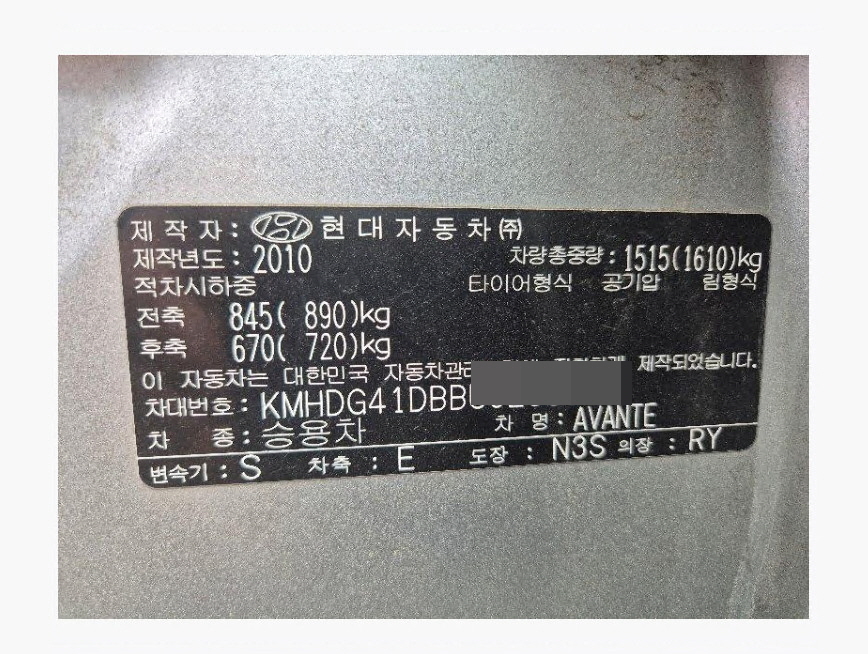 제 작 자 : 현대자동차㈜
제작년도 : 2010 차량총중량 : 1515(1610)kg
적차시하중 타이어형식 공기압 림형식
전축 845( 890)kg
후축 670( 720)kg
이 자동차는 대한민국 자동차관리 제작되었습니다.
차대번호 : KMHDG41DBB
차 종 : 승용차 차 명 : AVANTE
변속기 : S 차축 : E 도장 : N3S 의장 : RY